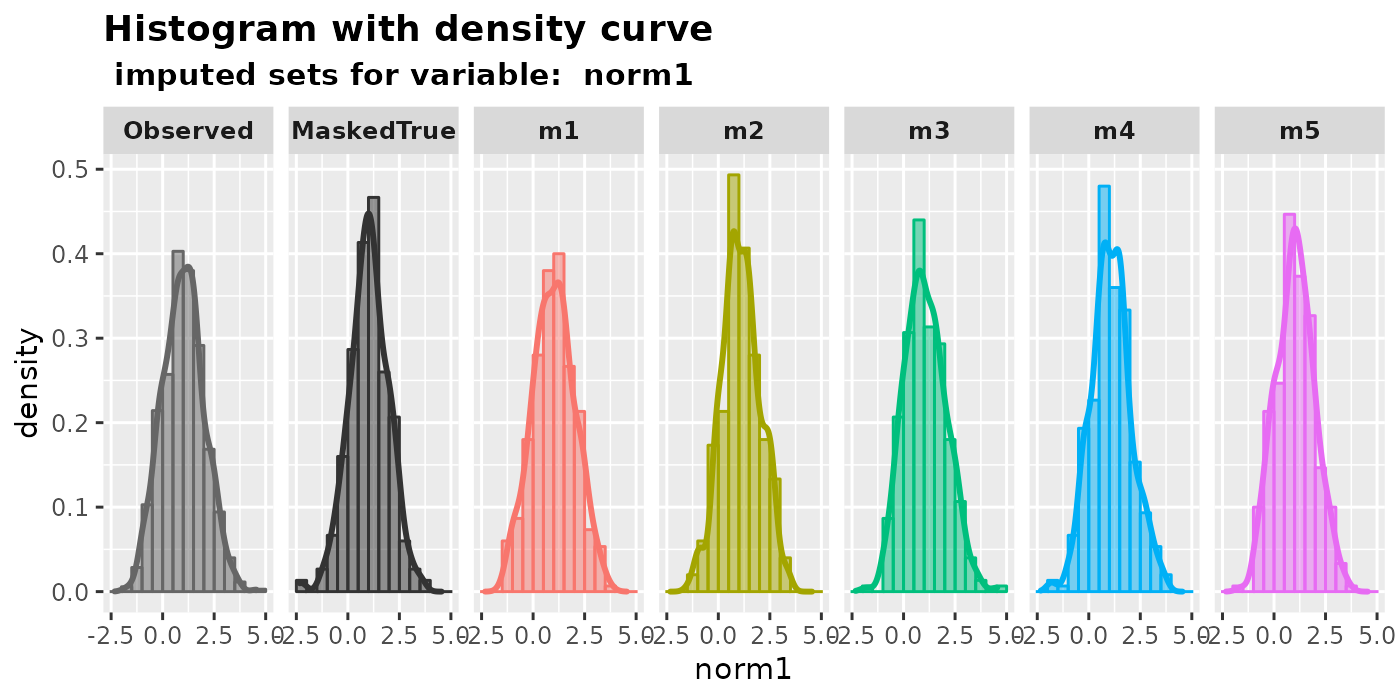 Histogram with density curve
imputed sets for variable:  norm1
Observed MaskedTrue m1 m2 m3 m4 m5
0.5
0.4
0.3
0.2
0.1
0.0
density
-2.5 0.0 2.5 5.0 -2.5 0.0 2.5 5.0 -2.5 0.0 2.5 5.0 -2.5 0.0 2.5 5.0 -2.5 0.0 2.5 5.0 -2.5 0.0 2.5 5.0 -2.5 0.0 2.5 5.0
norm1